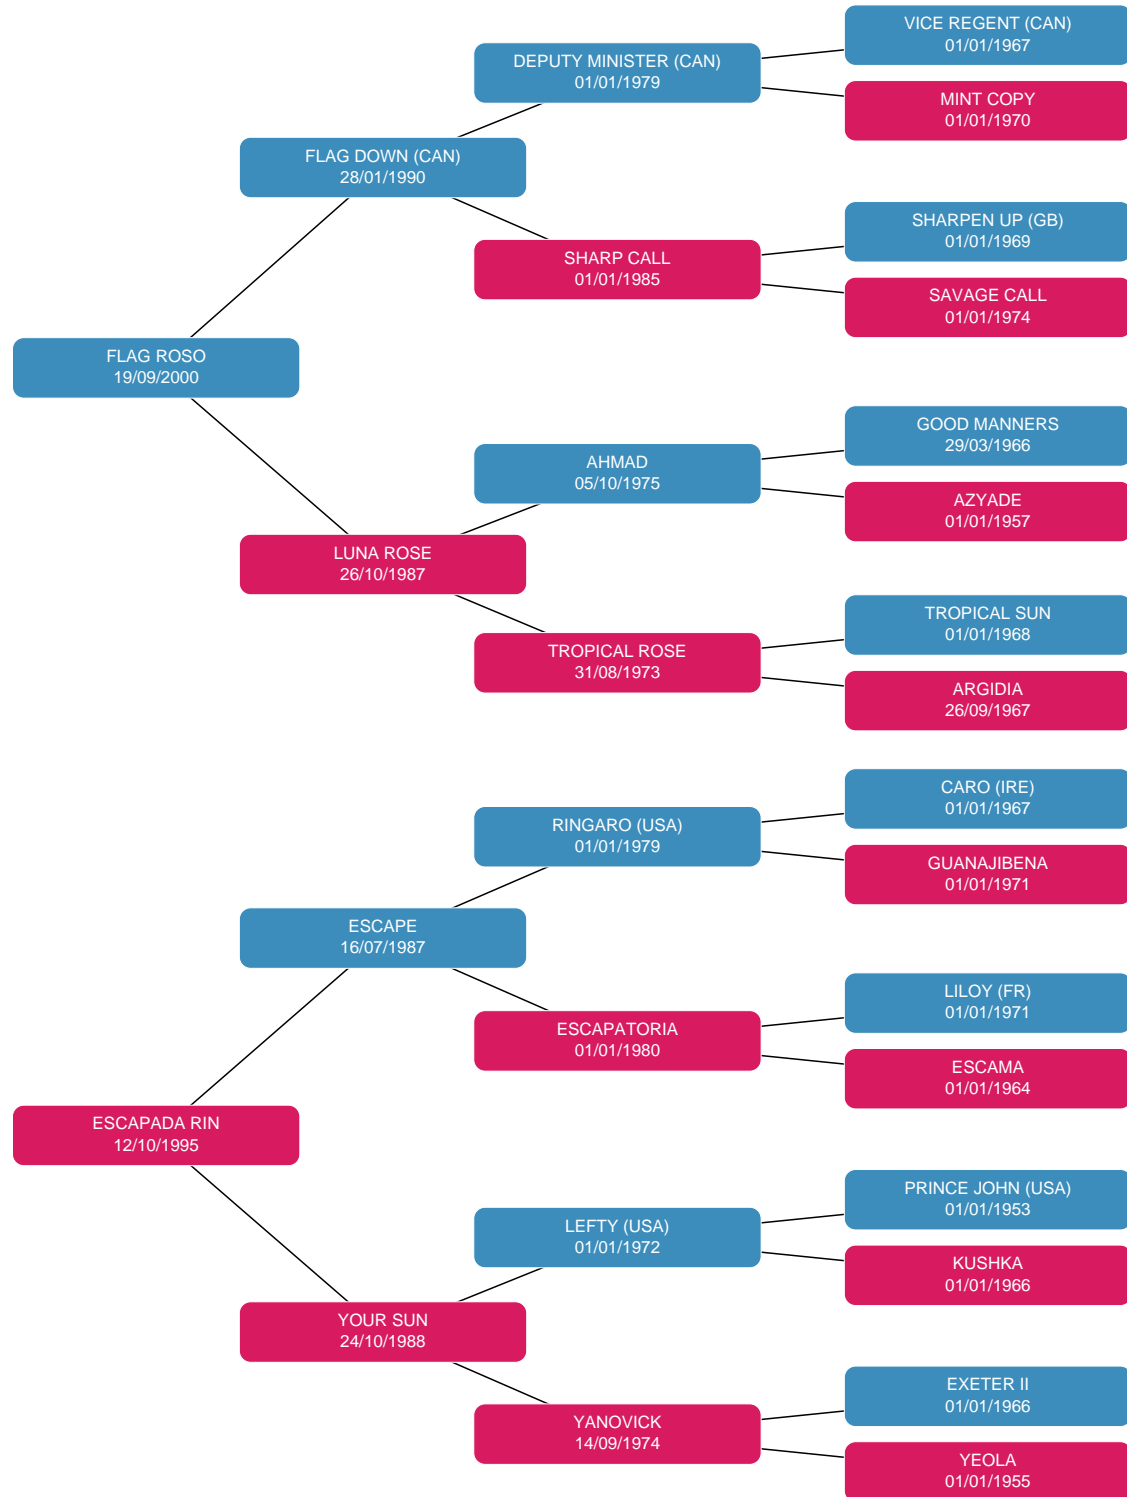 VICE REGENT (CAN)
01/01/1967
DEPUTY MINISTER (CAN)
01/01/1979
MINT COPY
01/01/1970
FLAG DOWN (CAN)
28/01/1990
SHARPEN UP (GB)
01/01/1969
SHARP CALL
01/01/1985
SAVAGE CALL
01/01/1974
FLAG ROSO
19/09/2000
GOOD MANNERS
29/03/1966
AHMAD
05/10/1975
AZYADE
01/01/1957
LUNA ROSE
26/10/1987
TROPICAL SUN
01/01/1968
TROPICAL ROSE
31/08/1973
ARGIDIA
26/09/1967
CARO (IRE)
01/01/1967
RINGARO (USA)
01/01/1979
GUANAJIBENA
01/01/1971
ESCAPE
16/07/1987
LILOY (FR)
01/01/1971
ESCAPATORIA
01/01/1980
ESCAMA
01/01/1964
ESCAPADA RIN
12/10/1995
PRINCE JOHN (USA)
01/01/1953
LEFTY (USA)
01/01/1972
KUSHKA
01/01/1966
YOUR SUN
24/10/1988
EXETER II
01/01/1966
YANOVICK
14/09/1974
YEOLA
01/01/1955